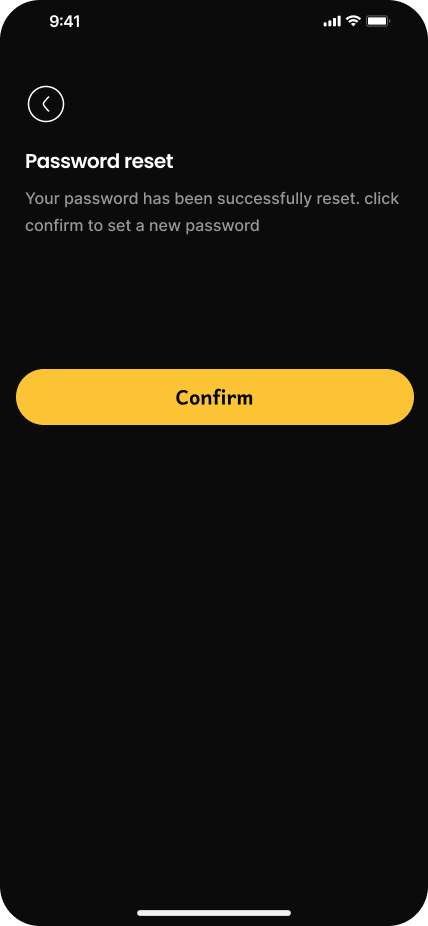 9:41
Password reset
Your password has been successfully reset. click
confirm to set a new password
Confirm